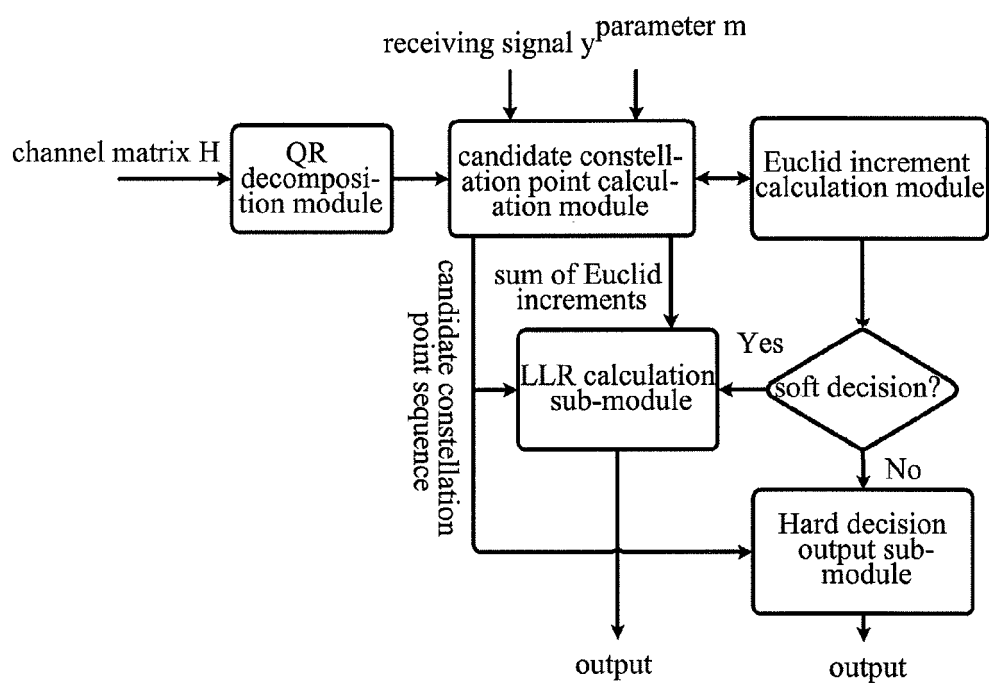 receiving signal y
parameter m
channel matrix H
QR
decomposi-
tion module
candidate constell-
ation point calcul-
ation module
Euclid increment
calculation module
candidate constellation
point sequence
sum of Euclid
increments
LLR calculation
sub-module
Yes
soft decision?
No
Hard decision
output sub-
module
output
output